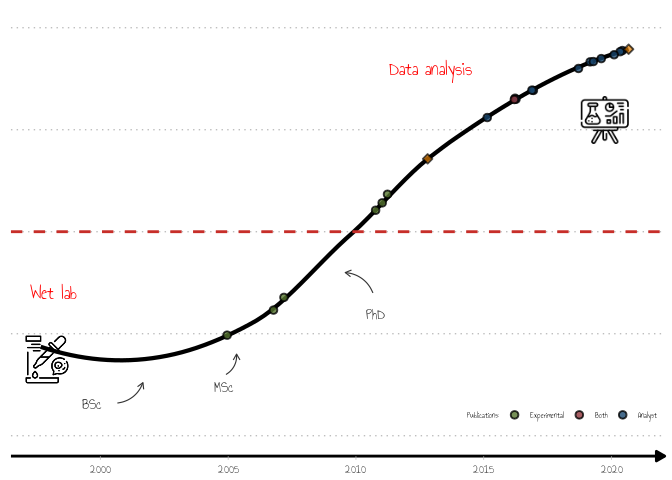 Data analysis
Wet lab
PhD
MSc
BSc
Publications Experimental Both Analyst
2000 2005 2010 2015 2020